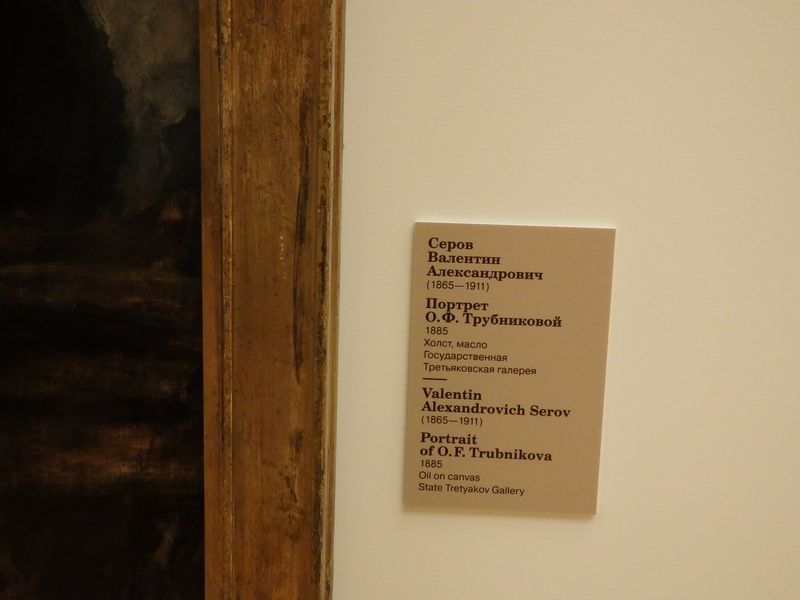 Серов
Валентин
Александрович
(1865—1911)
Портрет
О.Ф. Трубниковой
1885
Холст, масло
Государственная
Третьяковская галерея
Valentin
Alexandrovich Serov
(1865—1911)
Portrait
of O.F. Trubnikova
1885
Oil on canvas
State Tretyakov Gallery